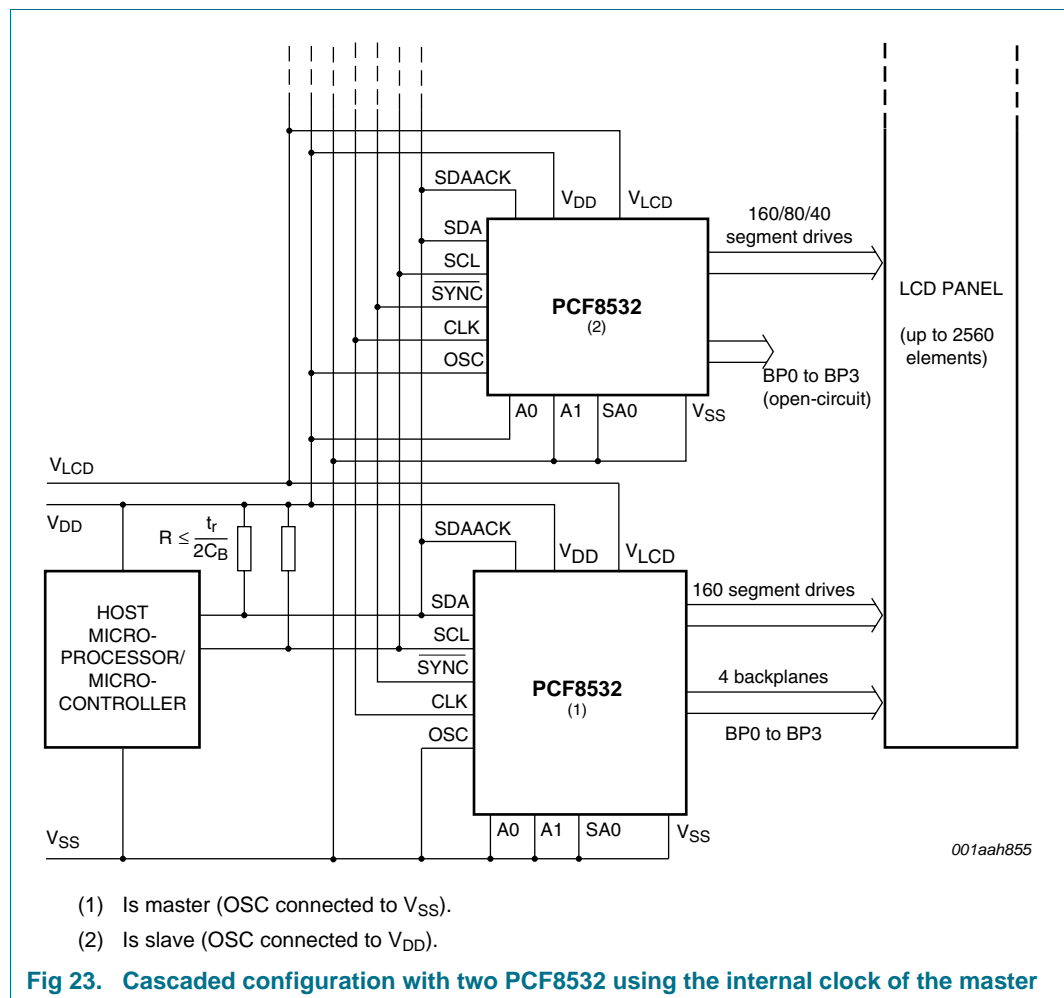 SDAACK
VDD
VLCD
SDA
SCL
SYNC
CLK
OSC
PCF8532
(2)
160/80/40
segment drives
BP0 to BP3
(open-circuit)
LCD PANEL
(up to 2560
elements)
A0 A1 SA0 VSS
VLCD
VDD
R ≤ tr/2CB
SDAACK
VDD
VLCD
HOST
MICRO-
PROCESSOR/
MICRO-
CONTROLLER
SDA
SCL
SYNC
CLK
OSC
PCF8532
(1)
160 segment drives
4 backplanes
BP0 to BP3
A0 A1 SA0 VSS
VSS
001aah855
(1) Is master (OSC connected to VSS).
(2) Is slave (OSC connected to VDD).
Fig 23. Cascaded configuration with two PCF8532 using the internal clock of the master